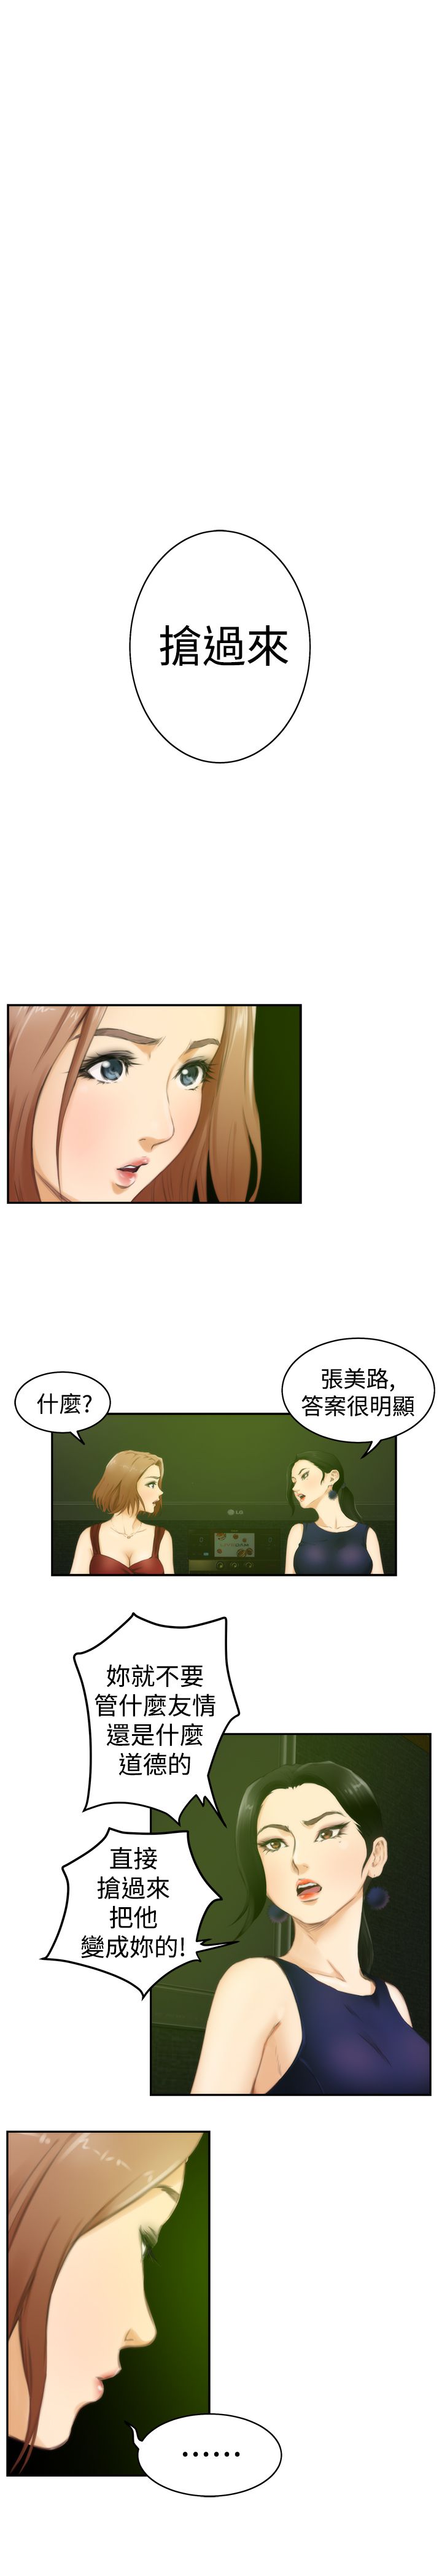 搶過來
什麼?
張美路,
答案很明顯
LG
妳就不要
管什麼友情
還是什麼
道德的
直接
搶過來
把他
變成妳的!
……